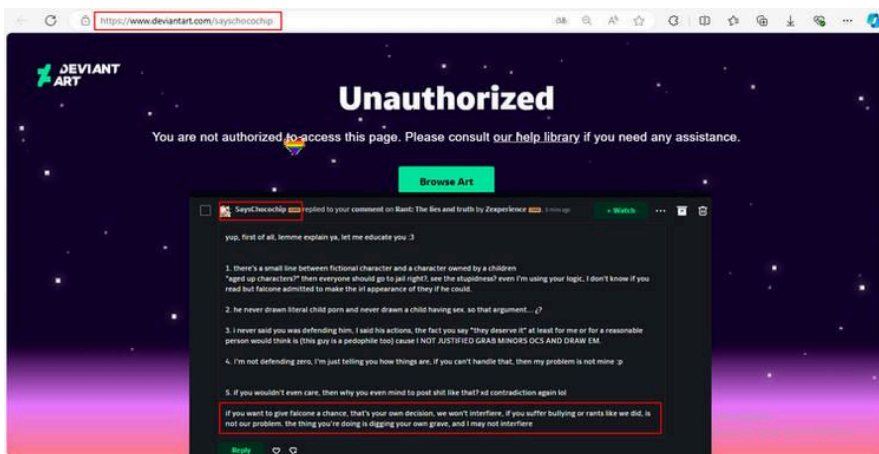 https://www.deviantart.com/sayschocochip
DEVIANT
ART
Unauthorized
You are not authorized to access this page. Please consult our help library if you need any assistance.
Browse Art
SaysChocochip replied to your comment on Rant: The lies and truth by Zexperience 5 mins ago
+ Watch
yup, first of all, lemme explain ya, let me educate you :3
1. there's a small line between fictional character and a character owned by a children
"aged up characters?" then everyone should go to jail right?, see the stupidness? even I'm using your logic, I don't know if you
read but falcone admitted to make the irl appearance of they if he could.
2. he never drawn literal child porn and never drawn a child having sex. so that argument... ¿?
3. i never said you was defending him, I said his actions, the fact you say "they deserve it" at least for me or for a reasonable
person would think is (this guy is a pedophile too) cause I NOT JUSTIFIED GRAB MINORS OCS AND DRAW EM.
4. i'm not defending zero, I'm just telling you how things are, if you can't handle that, then my problem is not mine :p
5. if you wouldn't even care, then why you even mind to post shit like that? xd contradiction again lol
if you want to give falcone a chance, that's your own decision, we won't interfiere, if you suffer bullying or rants like we did, is
not our problem. the thing you're doing is digging your own grave, and I may not interfiere
Reply